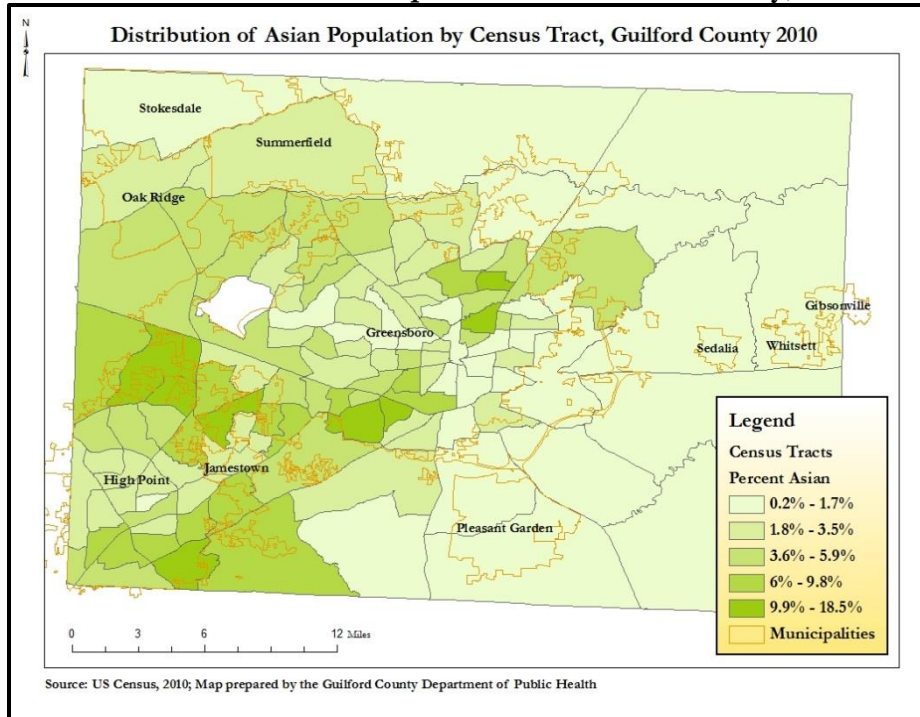 N
Distribution of Asian Population by Census Tract, Guilford County 2010
Stokesdale
Summerfield
Oak Ridge
Gibsonville
Greensboro
Sedalia
Whitsett
Jamestown
High Point
Pleasant Garden
Legend
Census Tracts
Percent Asian
0.2% - 1.7%
1.8% - 3.5%
3.6% - 5.9%
6% - 9.8%
9.9% - 18.5%
Municipalities
0 3 6 12 Miles
Source: US Census, 2010; Map prepared by the Guilford County Department of Public Health